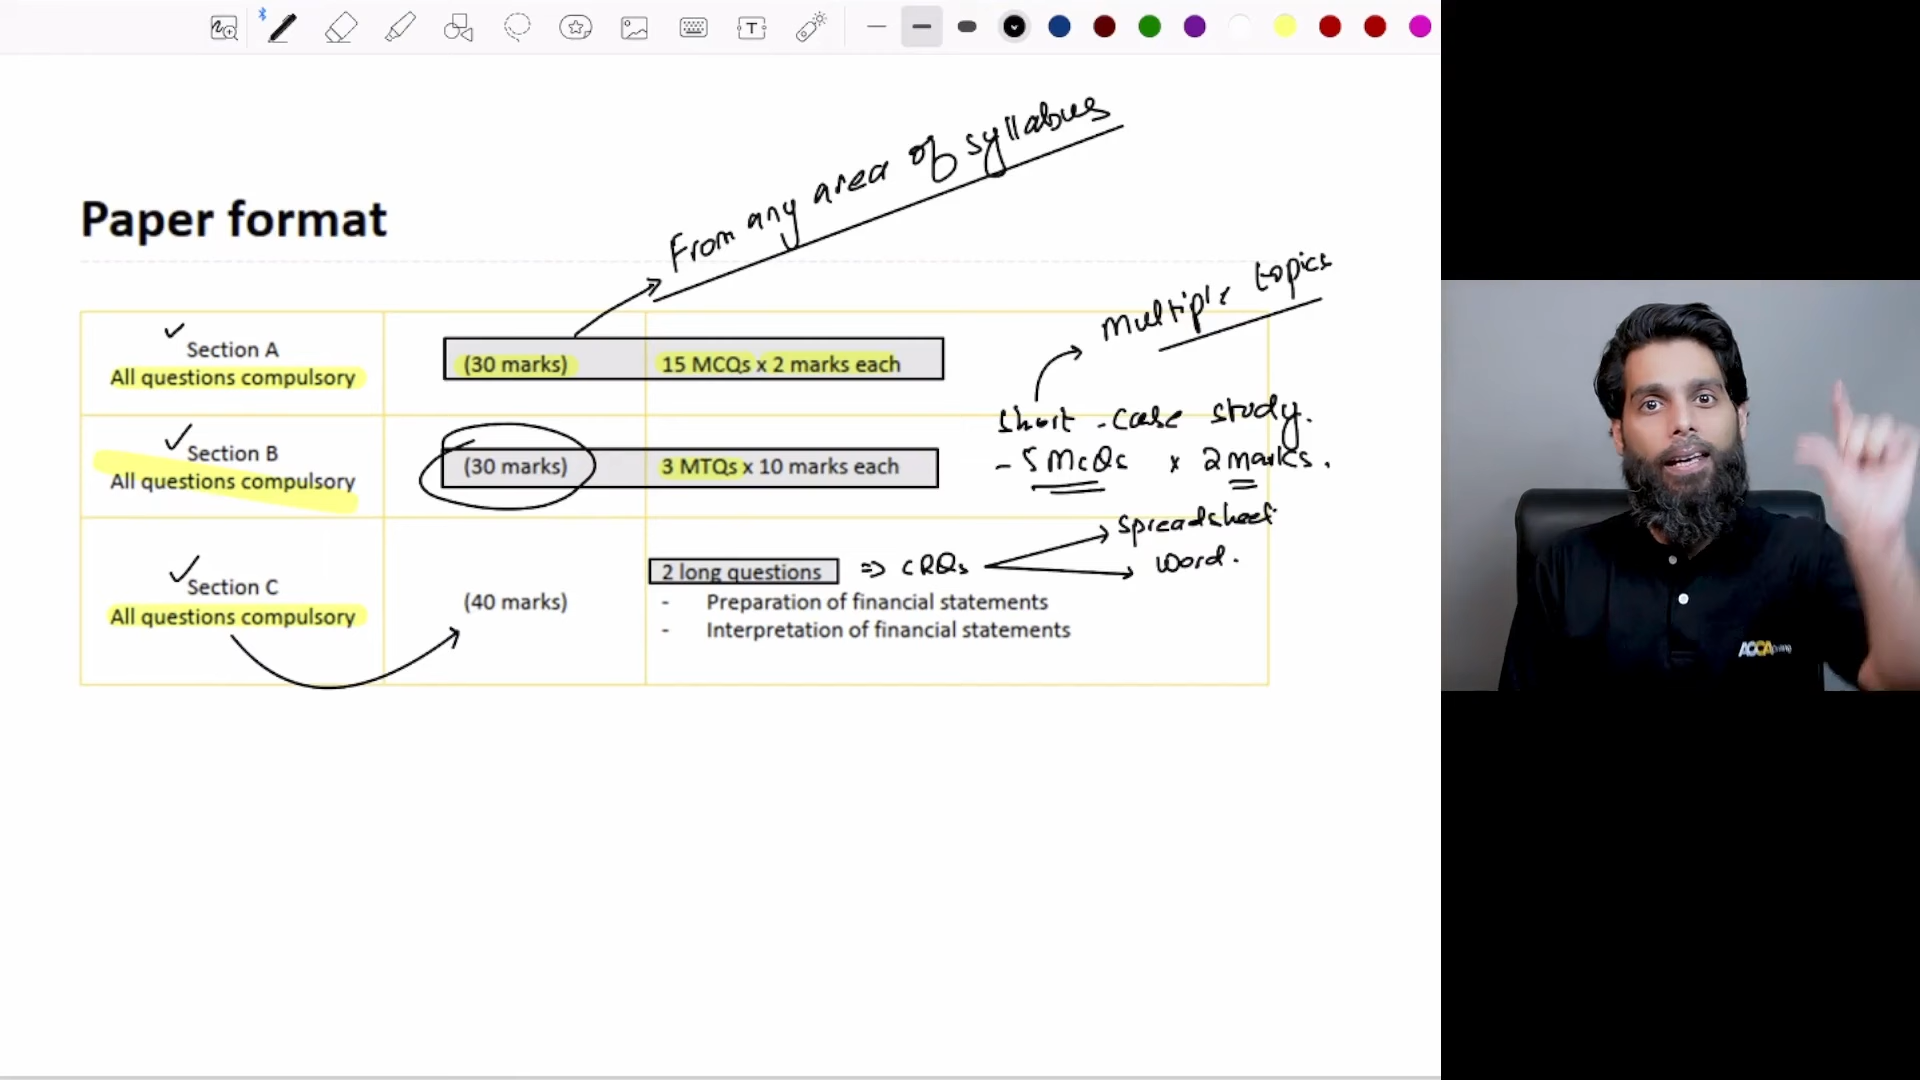 From any area of syllabus
Paper format
Multiple topics
Section A
All questions compulsory
(30 marks)
15 MCQs x 2 marks each
Short - case study.
- 5 MCQs x 2 marks.
Section B
All questions compulsory
(30 marks)
3 MTQs x 10 marks each
Spreadsheet
Word.
Section C
All questions compulsory
(40 marks)
2 long questions => CRQs
- Preparation of financial statements
- Interpretation of financial statements
ACCA